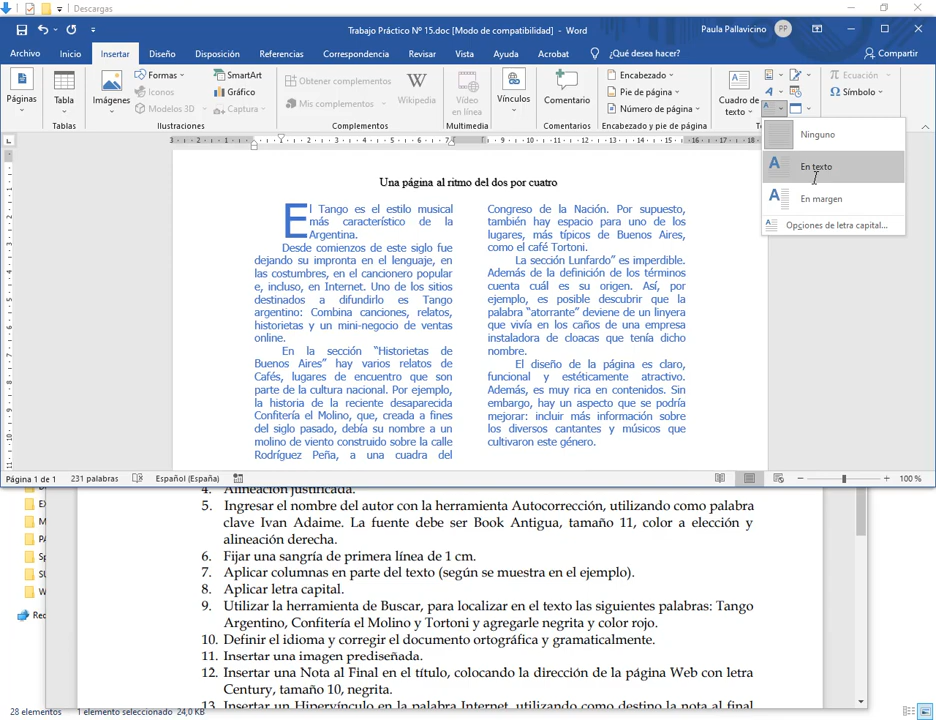 Descargas
Trabajo Práctico Nº 15.doc [Modo de compatibilidad] - Word
Paula Pallavicino
PP
Archivo Inicio Insertar Diseño Disposición Referencias Correspondencia Revisar Vista Ayuda Acrobat ¿Qué desea hacer? Compartir
Páginas
Tabla
Tablas
Imágenes
Formas
Iconos
Modelos 3D
SmartArt
Gráfico
Captura
Ilustraciones
Obtener complementos
Mis complementos
Wikipedia
Complementos
Vídeo
en línea
Multimedia
Vínculos
Comentario
Comentarios
Encabezado
Pie de página
Número de página
Encabezado y pie de página
Cuadro de
texto
Ecuación
Símbolo
Ninguno
En texto
En margen
Opciones de letra capital...
Una página al ritmo del dos por cuatro
El Tango es el estilo musical
más característico de la
Argentina.
Desde comienzos de este siglo fue
dejando su impronta en el lenguaje, en
las costumbres, en el cancionero popular
e, incluso, en Internet. Uno de los sitios
destinados a difundirlo es Tango
argentino: Combina canciones, relatos,
historietas y un mini-negocio de ventas
online.
En la sección “Historietas de
Buenos Aires” hay varios relatos de
Cafés, lugares de encuentro que son
parte de la cultura nacional. Por ejemplo,
la historia de la reciente desaparecida
Confitería el Molino, que, creada a fines
del siglo pasado, debía su nombre a un
molino de viento construido sobre la calle
Rodríguez Peña, a una cuadra del
Congreso de la Nación. Por supuesto,
también hay espacio para uno de los
lugares, más típicos de Buenos Aires,
como el café Tortoni.
La sección Lunfardo” es imperdible.
Además de la definición de los términos
cuenta cuál es su origen. Así, por
ejemplo, es posible descubrir que la
palabra “atorrante” deviene de un linyera
que vivía en los caños de una empresa
instaladora de cloacas que tenía dicho
nombre.
El diseño de la página es claro,
funcional y estéticamente atractivo.
Además, es muy rica en contenidos. Sin
embargo, hay un aspecto que se podría
mejorar: incluir más información sobre
los diversos cantantes y músicos que
cultivaron este género.
Página 1 de 1 231 palabras Español (España) 100 %
4. Alineación justificada.
5. Ingresar el nombre del autor con la herramienta Autocorrección, utilizando como palabra
clave Ivan Adaime. La fuente debe ser Book Antigua, tamaño 11, color a elección y
alineación derecha.
6. Fijar una sangría de primera línea de 1 cm.
7. Aplicar columnas en parte del texto (según se muestra en el ejemplo).
8. Aplicar letra capital.
9. Utilizar la herramienta de Buscar, para localizar en el texto las siguientes palabras: Tango
Argentino, Confitería el Molino y Tortoni y agregarle negrita y color rojo.
10. Definir el idioma y corregir el documento ortográfica y gramaticalmente.
11. Insertar una imagen prediseñada.
12. Insertar una Nota al Final en el título, colocando la dirección de la página Web con letra
Century, tamaño 10, negrita.
13. Insertar un Hipervínculo en la palabra Internet, utilizando como destino la nota al final
28 elementos 1 elemento seleccionado 24,0 KB